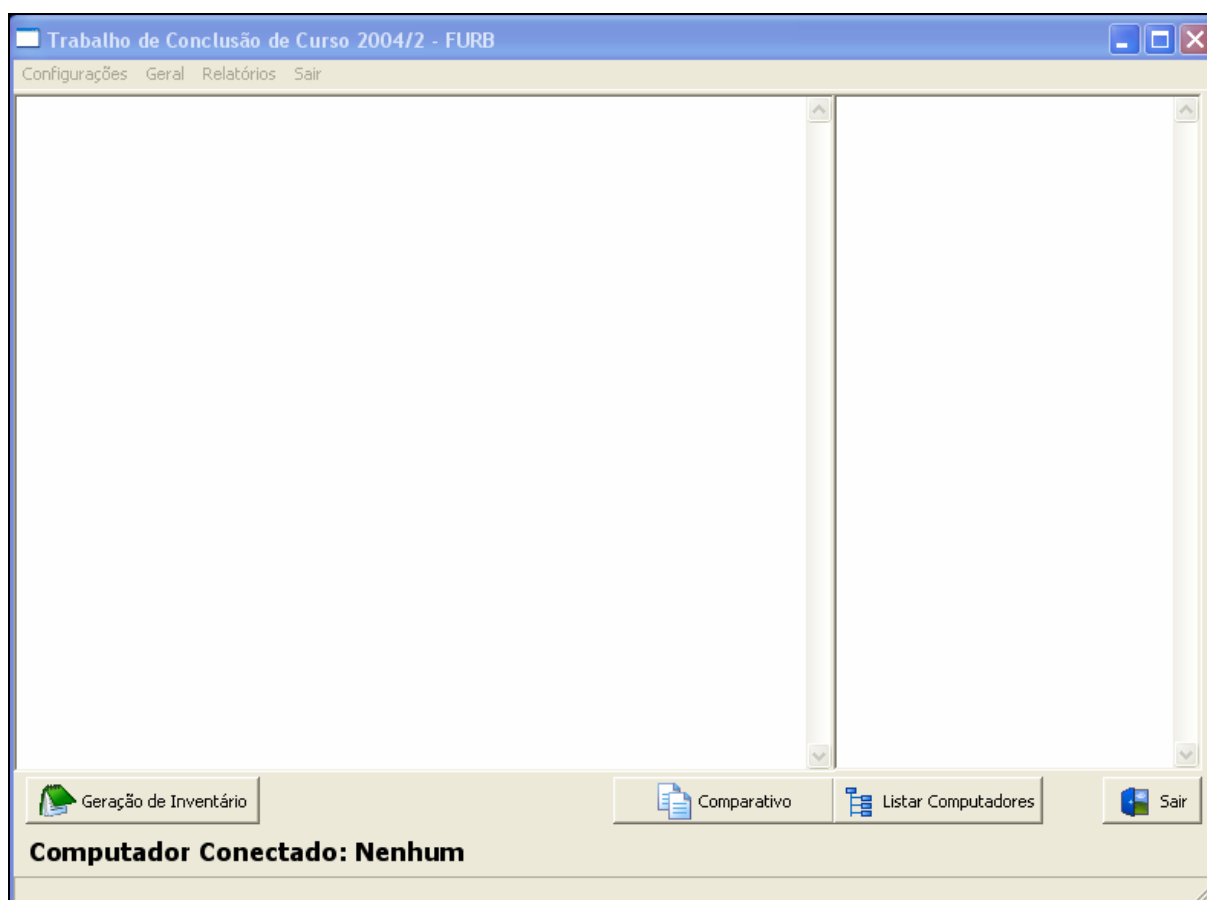 Trabalho de Conclusão de Curso 2004/2 - FURB
Configurações Geral Relatórios Sair
Geração de Inventário Comparativo Listar Computadores Sair
Computador Conectado: Nenhum